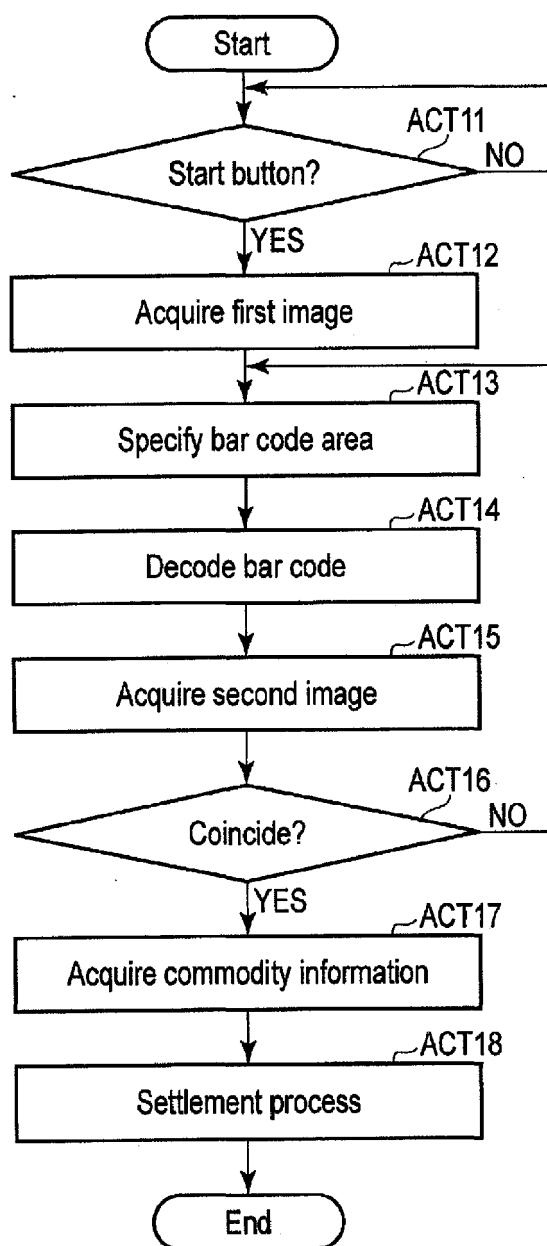 Start
ACT11
Start button?
NO
YES
ACT12
Acquire first image
ACT13
Specify bar code area
ACT14
Decode bar code
ACT15
Acquire second image
ACT16
Coincide?
NO
YES
ACT17
Acquire commodity information
ACT18
Settlement process
End